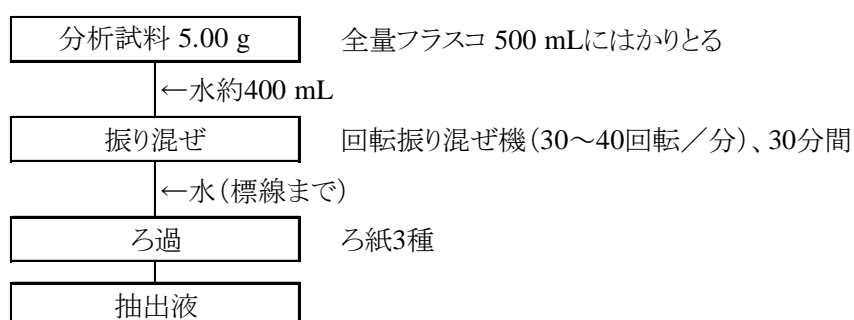 分析試料 5.00 g 全量フラスコ 500 mLにはかりとる
←水約400 mL
振り混ぜ 回転振り混ぜ機（30～40回転／分）、30分間
←水（標線まで）
ろ過 ろ紙3種
抽出液